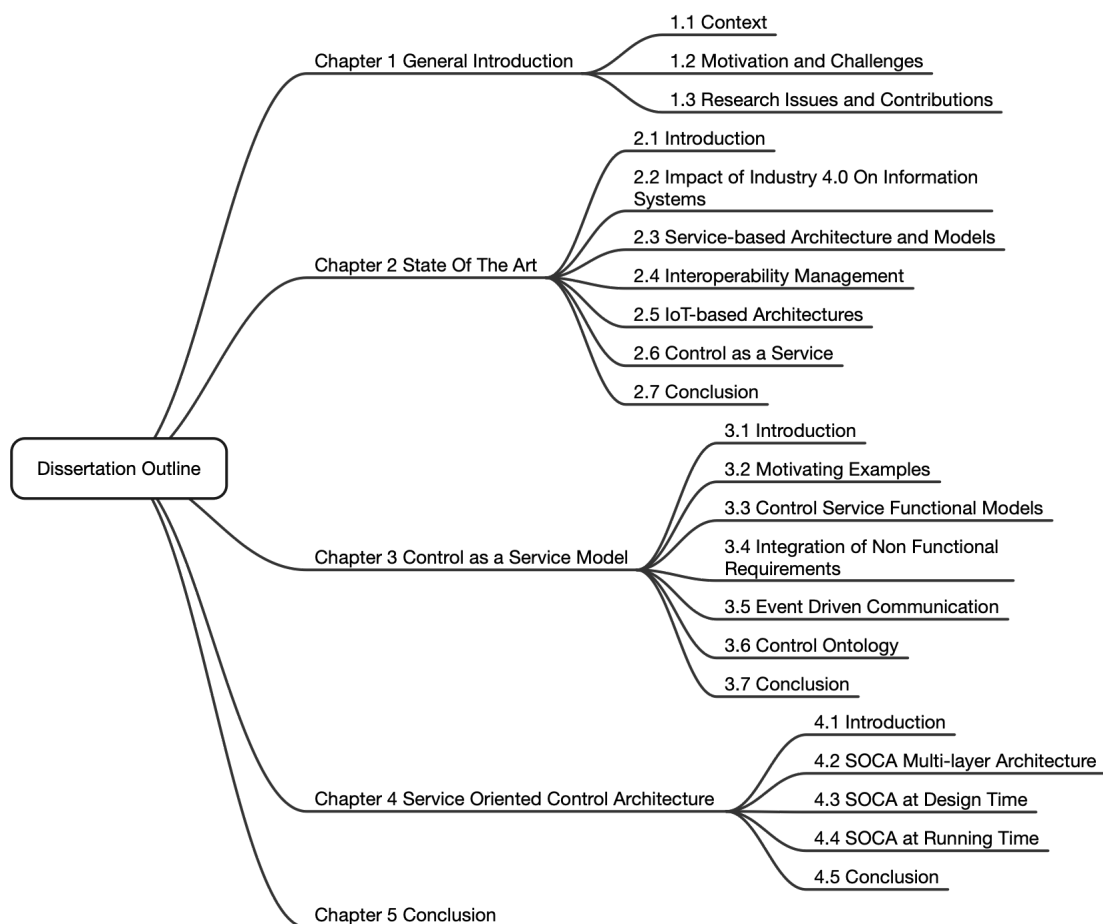 Dissertation Outline
Chapter 1 General Introduction
1.1 Context
1.2 Motivation and Challenges
1.3 Research Issues and Contributions
Chapter 2 State Of The Art
2.1 Introduction
2.2 Impact of Industry 4.0 On Information
Systems
2.3 Service-based Architecture and Models
2.4 Interoperability Management
2.5 IoT-based Architectures
2.6 Control as a Service
2.7 Conclusion
Chapter 3 Control as a Service Model
3.1 Introduction
3.2 Motivating Examples
3.3 Control Service Functional Models
3.4 Integration of Non Functional
Requirements
3.5 Event Driven Communication
3.6 Control Ontology
3.7 Conclusion
Chapter 4 Service Oriented Control Architecture
4.1 Introduction
4.2 SOCA Multi-layer Architecture
4.3 SOCA at Design Time
4.4 SOCA at Running Time
4.5 Conclusion
Chapter 5 Conclusion